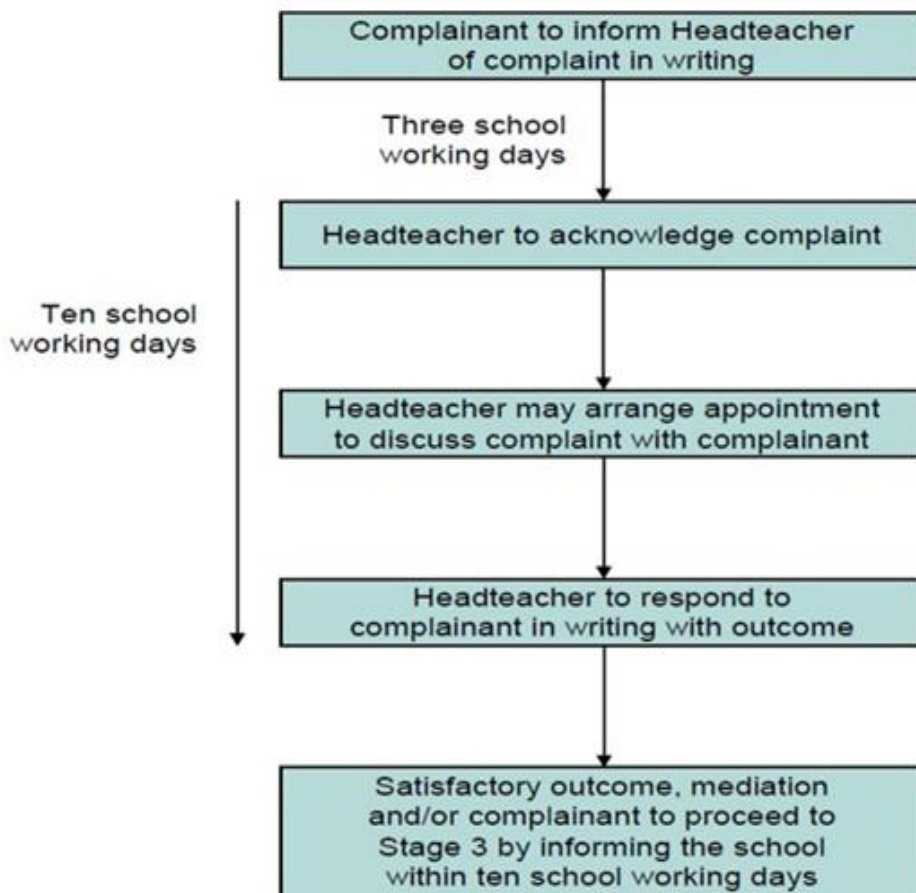 Complainant to inform Headteacher
of complaint in writing
Three school
working days
Headteacher to acknowledge complaint
Ten school
working days
Headteacher may arrange appointment
to discuss complaint with complainant
Headteacher to respond to
complainant in writing with outcome
Satisfactory outcome, mediation
and/or complainant to proceed to
Stage 3 by informing the school
within ten school working days